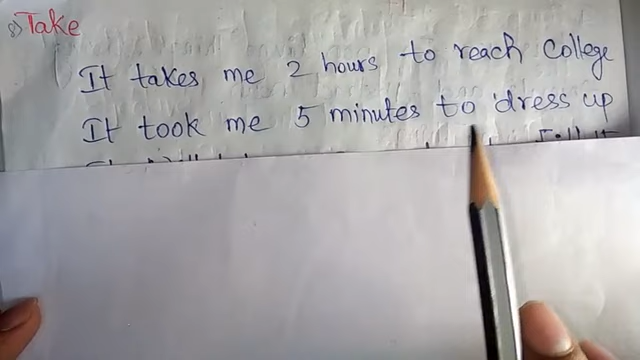 8) Take
It takes me 2 hours to reach college
It took me 5 minutes to dress up